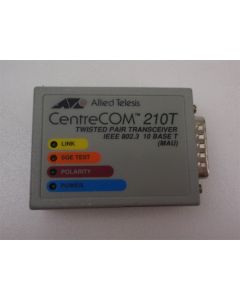 Allied Telesis
CentreCOM™ 210T
TWISTED PAIR TRANSCEIVER
IEEE 802.3 10 BASE T
(MAU)
LINK
SQE TEST
POLARITY
POWER